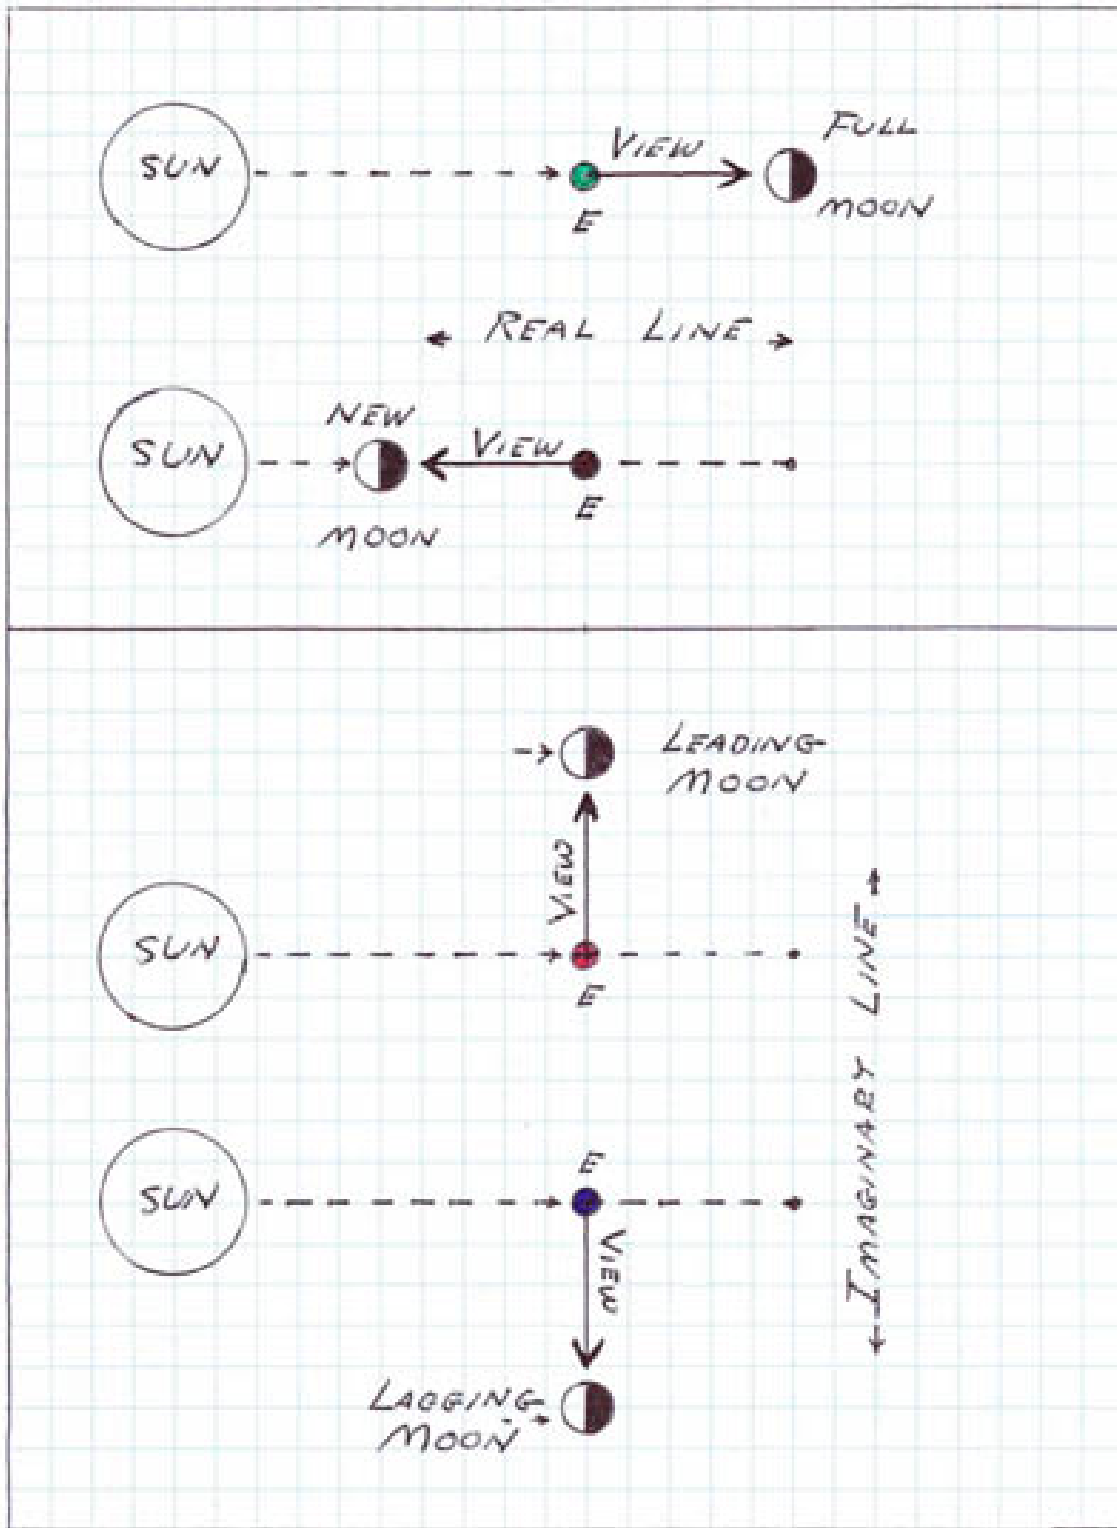 FULL
VIEW
SUN
MOON
E
REAL LINE
NEW
SUN
VIEW
E
MOON
LEADING
MOON
VIEW
SUN
E
IMAGINARY LINE
E
SUN
VIEW
LAGGING
MOON